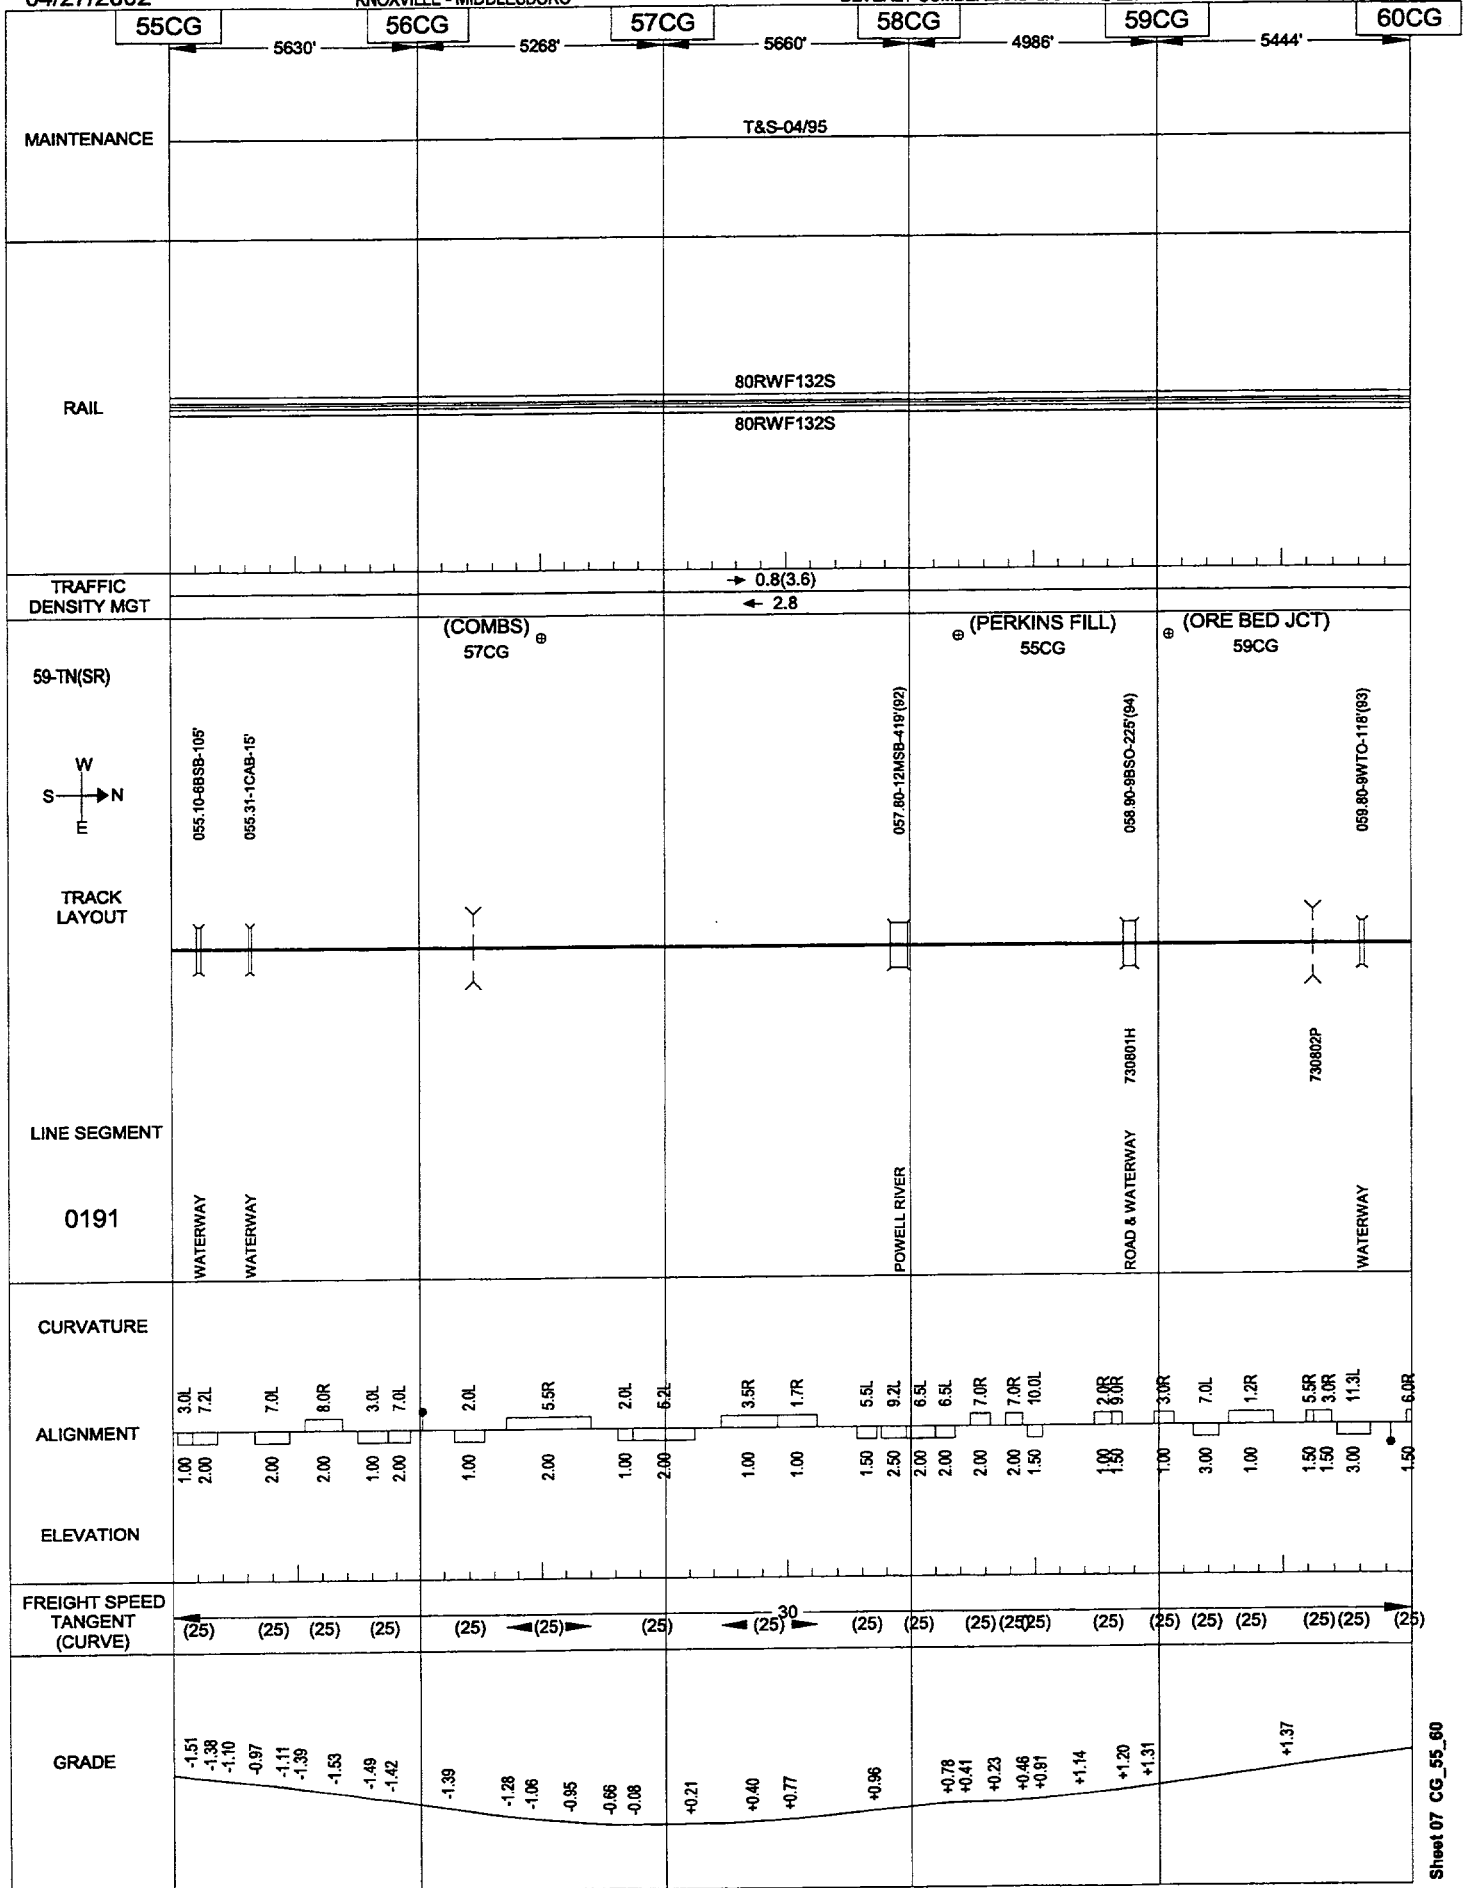 55CG 56CG 57CG 58CG 59CG 60CG
5630' 5268' 5660' 4986' 5444'
MAINTENANCE
T&S-04/95
RAIL
80RWF132S
80RWF132S
TRAFFIC
DENSITY MGT
→ 0.8(3.6)
← 2.8
(COMBS) (PERKINS FILL) (ORE BED JCT)
57CG 55CG 59CG
59-TN(SR)
W
S N
E
055.10-6BSB-105'
055.31-1CAB-15'
057.80-12MSB-419'(92)
058.90-9BSO-225'(94)
059.80-9WTO-118'(93)
TRACK
LAYOUT
730801H
730802P
LINE SEGMENT
0191
WATERWAY
WATERWAY
POWELL RIVER
ROAD & WATERWAY
WATERWAY
CURVATURE
3.0L 7.2L 7.0L 8.0R 3.0L 7.0L 2.0L 5.5R 2.0L 3.5R 1.7R 5.5L 9.2L 6.5L 6.5L 7.0R 7.0R 10.0L 2.0R 9.0R 3.0R 7.0L 1.2R 5.5R 3.0R 11.3L 6.0R
ALIGNMENT
1.00 2.00 2.00 2.00 1.00 2.00 1.00 2.00 1.00 2.00 1.00 1.00 1.50 2.50 2.00 2.00 2.00 2.00 1.50 1.00 1.50 1.00 3.00 1.00 1.50 1.50 3.00 1.50
ELEVATION
FREIGHT SPEED
TANGENT
(CURVE)
30
(25) (25) (25) (25) (25) (25) (25) (25) (25) (25) (25) (25) (25) (25) (25) (25) (25) (25) (25) (25)
GRADE
-1.51 -1.38 -1.10 -0.97 -1.11 -1.39 -1.53 -1.49 -1.42 -1.39 -1.28 -1.06 -0.95 -0.66 -0.08 +0.21 +0.40 +0.77 +0.96 +0.78 +0.41 +0.23 +0.46 +0.91 +1.14 +1.20 +1.31 +1.37
Sheet 07 CG_55_60